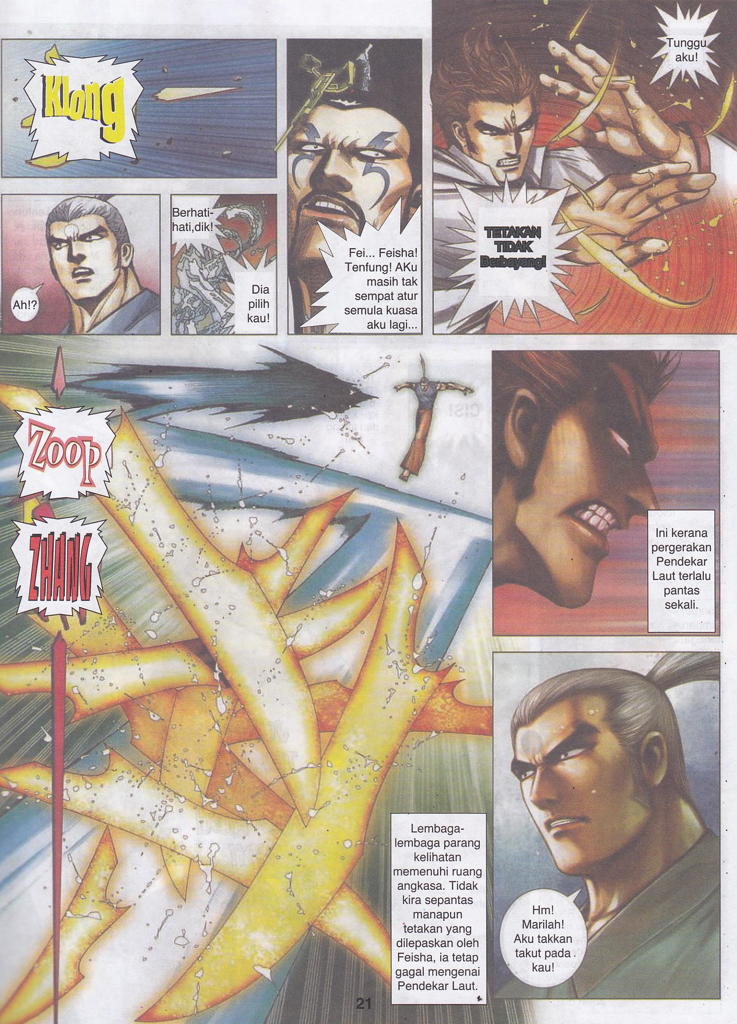 Klong
Tunggu
aku!
TETAKAN
TIDAK
Berbayang!
Fei... Feisha!
Tenfung! AKu
masih tak
sempat atur
semula kuasa
aku lagi...
Ah!?
Berhati-
hati,dik!
Dia
pilih
kau!
ZOOP
ZHANG
Ini kerana
pergerakan
Pendekar
Laut terlalu
pantas
sekali.
Lembaga-
lembaga parang
kelihatan
memenuhi ruang
angkasa. Tidak
kira sepantas
manapun
tetakan yang
dilepaskan oleh
Feisha, ia tetap
gagal mengenai
Pendekar Laut.
Hm!
Marilah!
Aku takkan
takut pada
kau!
21